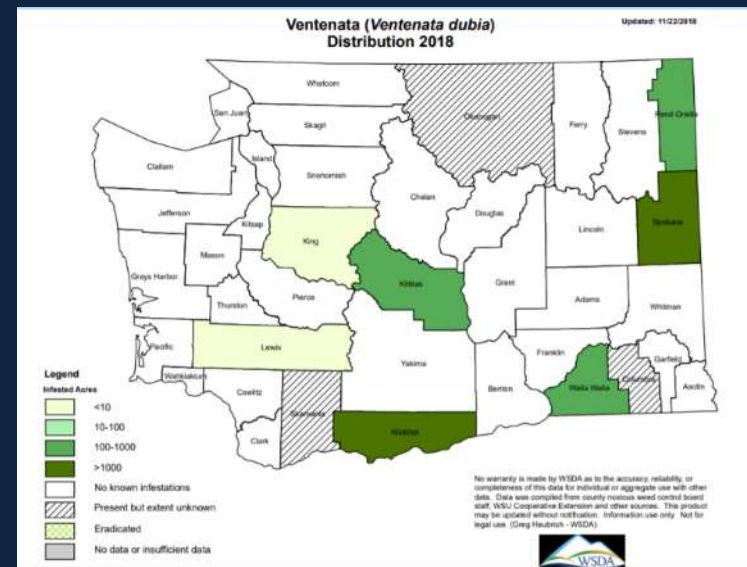 Ventenata (Ventenata dubia)
Distribution 2018
Updated: 11/22/2018
Whatcom
San Juan
Skagit
Okanogan
Ferry
Stevens
Pend Oreille
Island
Clallam
Snohomish
Chelan
Jefferson
Kitsap
King
Douglas
Lincoln
Spokane
Mason
Grays Harbor
Kittitas
Grant
Pierce
Thurston
Adams
Whitman
Pacific
Lewis
Yakima
Franklin
Garfield
Wahkiakum
Cowlitz
Skamania
Benton
Walla Walla
Columbia
Asotin
Clark
Klickitat
Legend
Infested Acres
<10
10-100
100-1000
>1000
No known infestations
Present but extent unknown
Eradicated
No data or insufficient data
No warranty is made by WSDA as to the accuracy, reliability, or
completeness of this data for individual or aggregate use with other
data. Data was compiled from county noxious weed control board
staff, WSU Cooperative Extension and other sources. This product
may be updated without notification. Information use only. Not for
legal use. (Greg Haubrich - WSDA)
WSDA